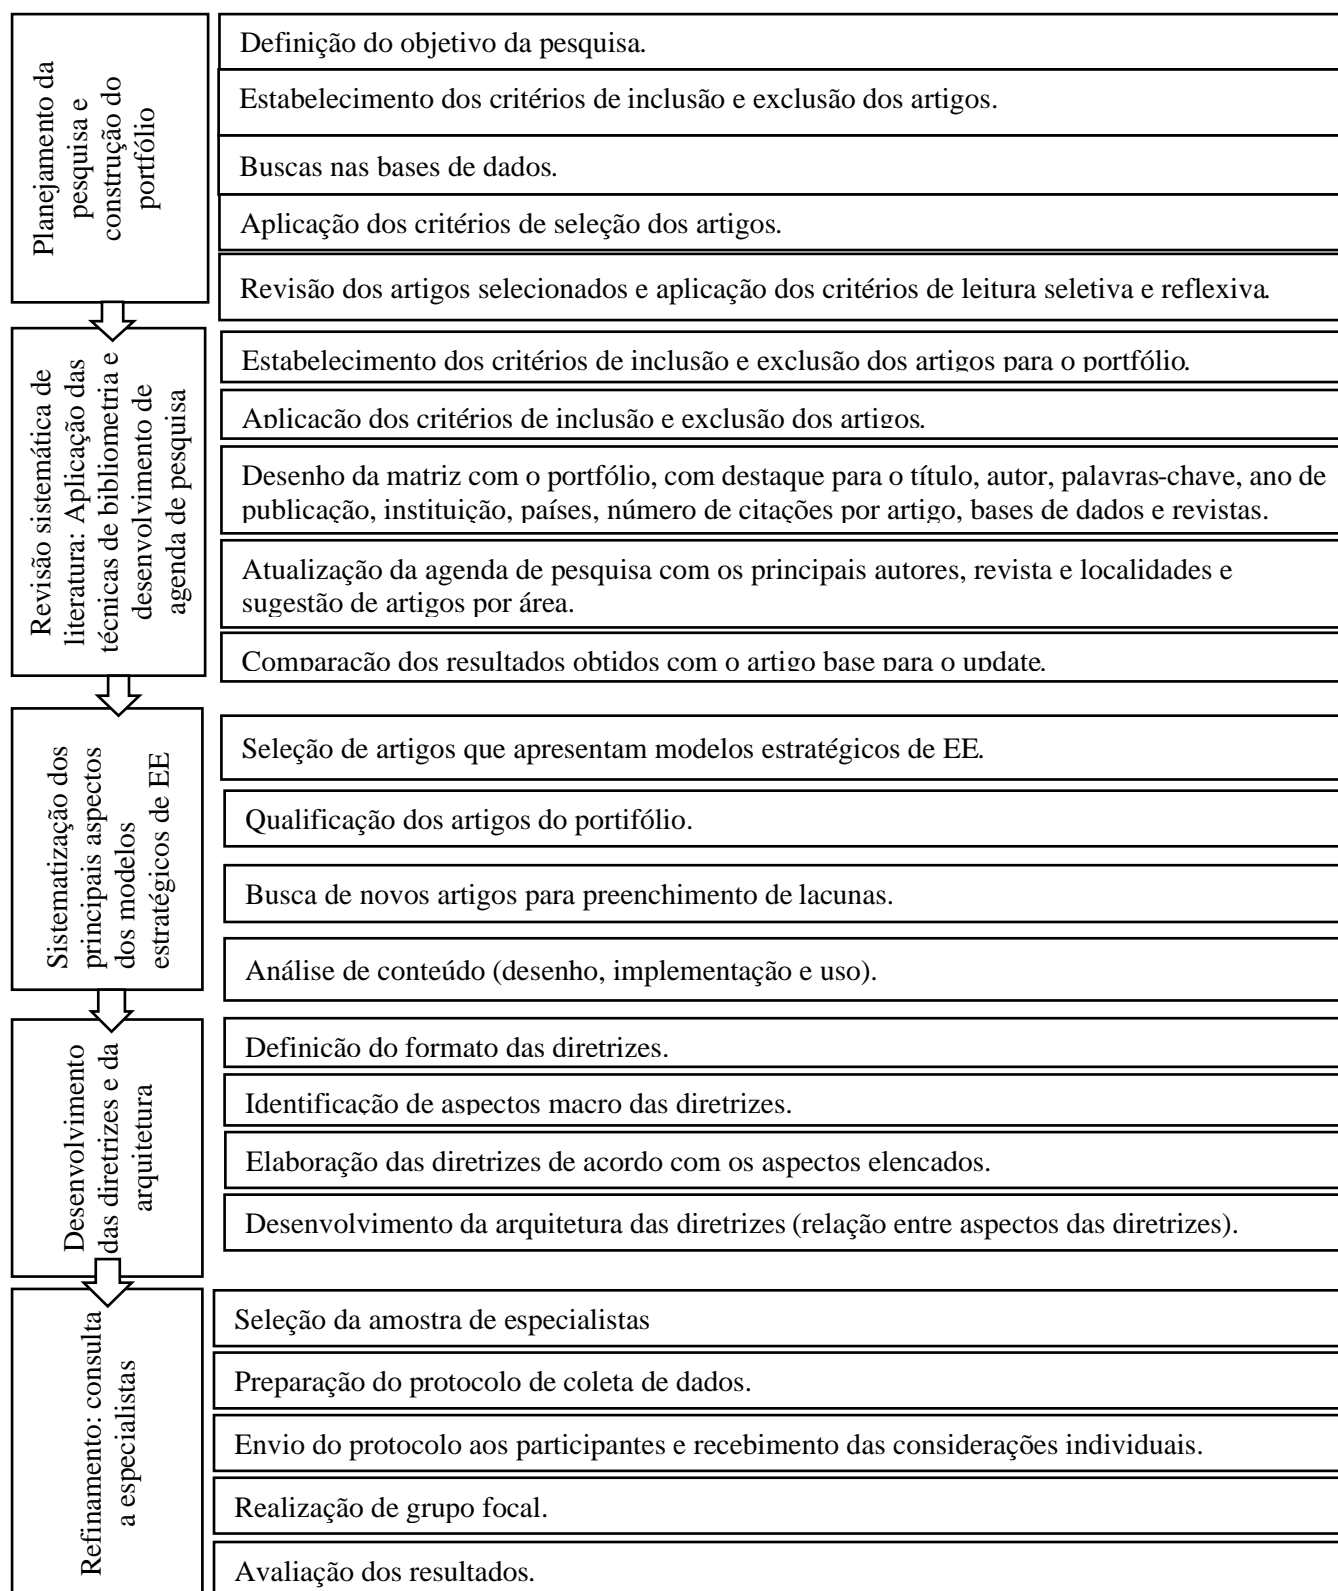 Planejamento da
pesquisa e
construção do
portfólio
Definição do objetivo da pesquisa.
Estabelecimento dos critérios de inclusão e exclusão dos artigos.
Buscas nas bases de dados.
Aplicação dos critérios de seleção dos artigos.
Revisão dos artigos selecionados e aplicação dos critérios de leitura seletiva e reflexiva.
Revisão sistemática de
literatura: Aplicação das
técnicas de bibliometria e
desenvolvimento de
agenda de pesquisa
Estabelecimento dos critérios de inclusão e exclusão dos artigos para o portfólio.
Aplicação dos critérios de inclusão e exclusão dos artigos.
Desenho da matriz com o portfólio, com destaque para o título, autor, palavras-chave, ano de
publicação, instituição, países, número de citações por artigo, bases de dados e revistas.
Atualização da agenda de pesquisa com os principais autores, revista e localidades e
sugestão de artigos por área.
Comparação dos resultados obtidos com o artigo base para o update.
Sistematização dos
principais aspectos
dos modelos
estratégicos de EE
Seleção de artigos que apresentam modelos estratégicos de EE.
Qualificação dos artigos do portifólio.
Busca de novos artigos para preenchimento de lacunas.
Análise de conteúdo (desenho, implementação e uso).
Desenvolvimento
das diretrizes e da
arquitetura
Definição do formato das diretrizes.
Identificação de aspectos macro das diretrizes.
Elaboração das diretrizes de acordo com os aspectos elencados.
Desenvolvimento da arquitetura das diretrizes (relação entre aspectos das diretrizes).
Refinamento: consulta
a especialistas
Seleção da amostra de especialistas
Preparação do protocolo de coleta de dados.
Envio do protocolo aos participantes e recebimento das considerações individuais.
Realização de grupo focal.
Avaliação dos resultados.